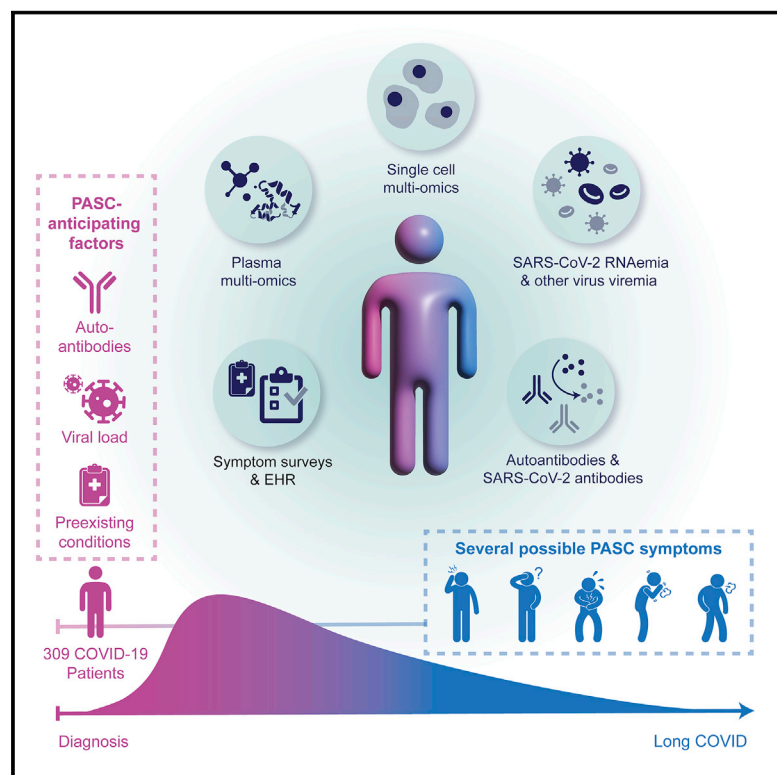 Single cell
multi-omics
PASC-
anticipating
factors
Auto-
antibodies
Viral load
Preexisting
conditions
Plasma
multi-omics
SARS-CoV-2 RNAemia
& other virus viremia
Symptom surveys
& EHR
Autoantibodies &
SARS-CoV-2 antibodies
Several possible PASC symptoms
?
309 COVID-19
Patients
Diagnosis
Long COVID